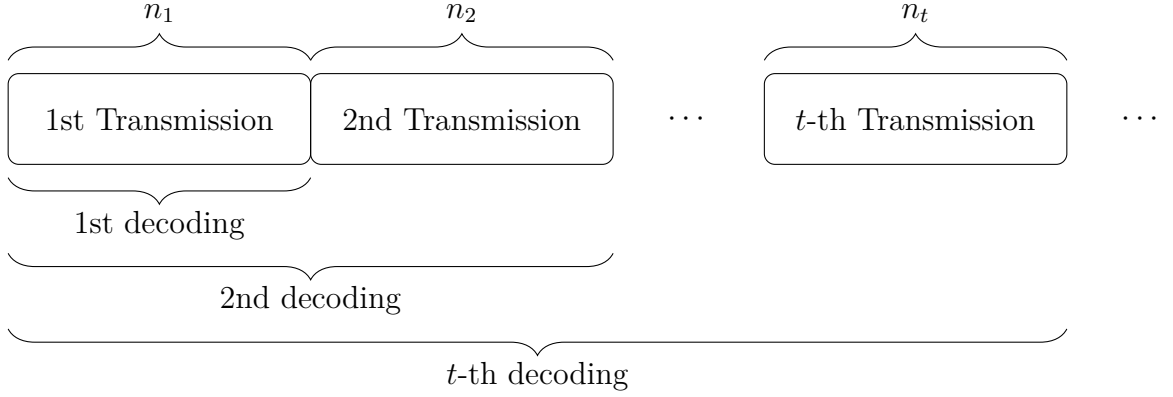 n₁ n₂ nₜ
1st Transmission 2nd Transmission ··· t-th Transmission ···
1st decoding
2nd decoding
t-th decoding